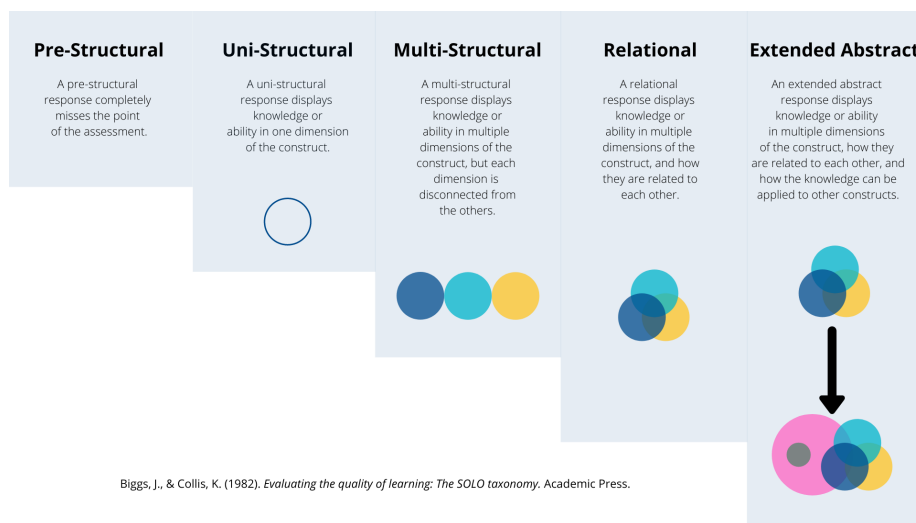 Pre-Structural
A pre-structural
response completely
misses the point
of the assessment.
Uni-Structural
A uni-structural
response displays
knowledge or
ability in one dimension
of the construct.
Multi-Structural
A multi-structural
response displays
knowledge or
ability in multiple
dimensions of the
construct, but each
dimension is
disconnected from
the others.
Relational
A relational
response displays
knowledge or
ability in multiple
dimensions of the
construct, and how
they are related to
each other.
Extended Abstract
An extended abstract
response displays
knowledge or ability
in multiple dimensions
of the construct, how they
are related to each other, and
how the knowledge can be
applied to other constructs.
Biggs, J., & Collis, K. (1982). Evaluating the quality of learning: The SOLO taxonomy. Academic Press.